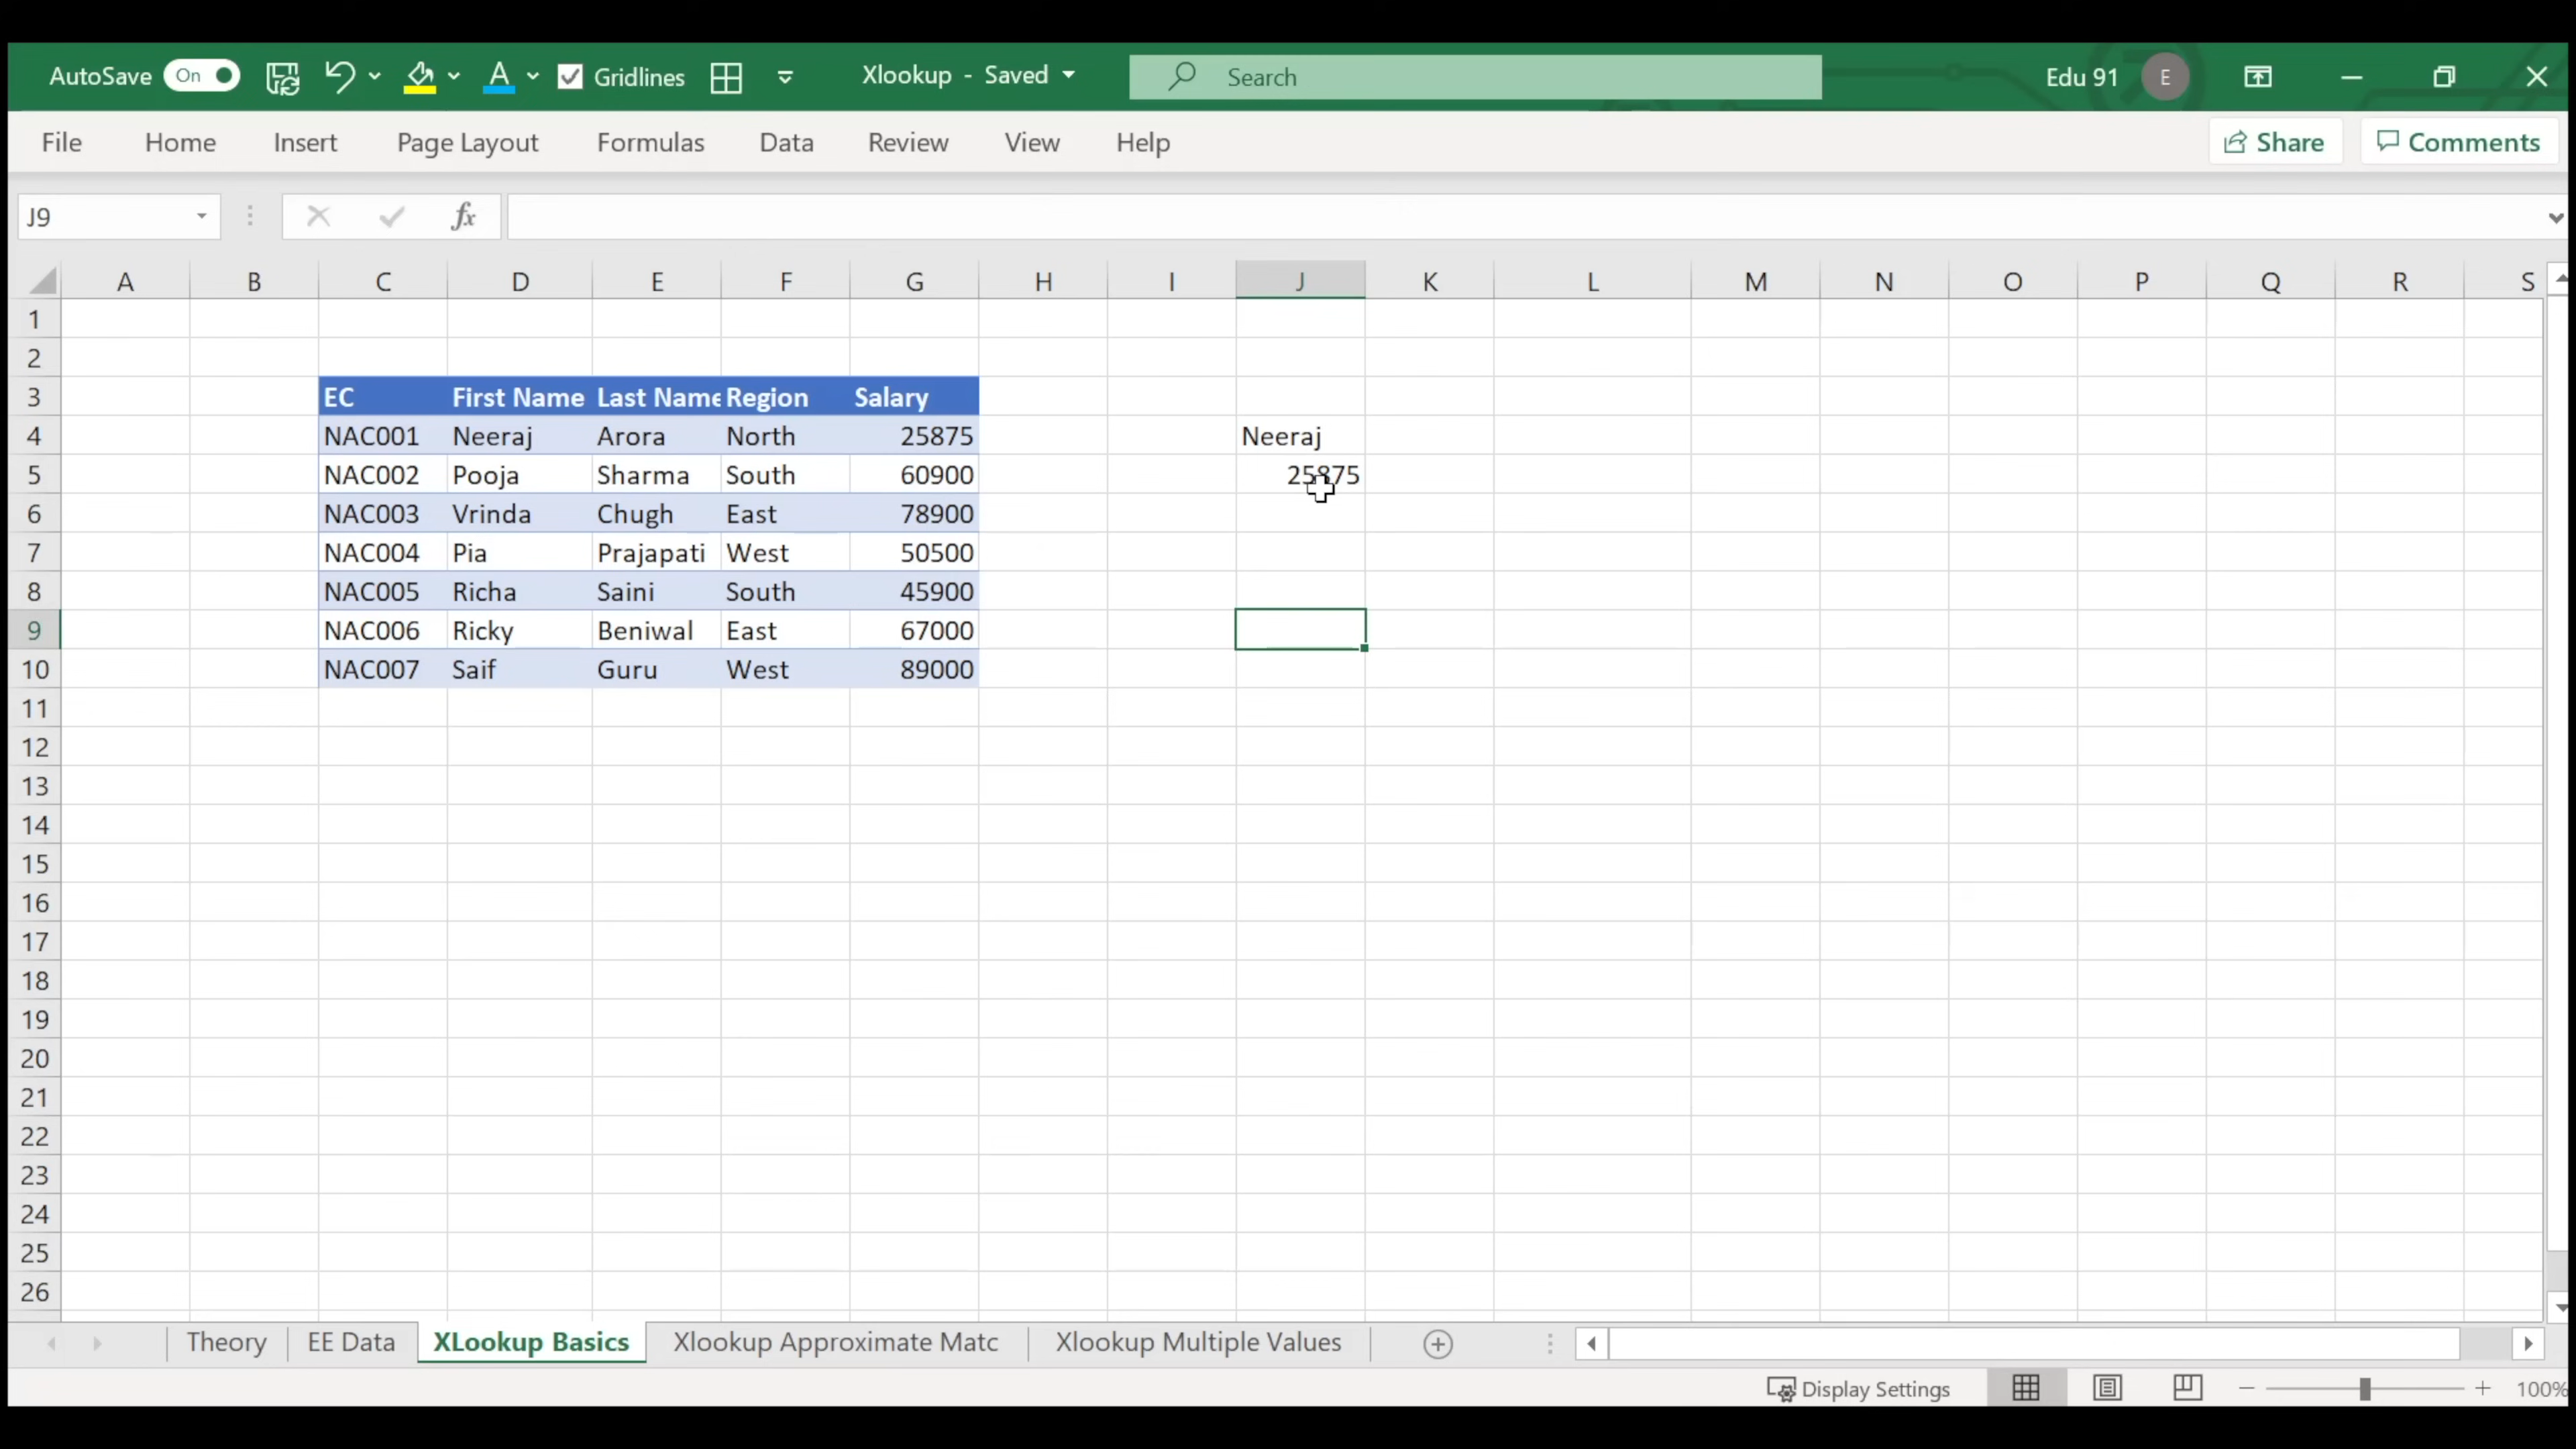 AutoSave On Gridlines Xlookup - Saved Search Edu 91 E
File Home Insert Page Layout Formulas Data Review View Help Share Comments
J9 fx
A B C D E F G H I J K L M N O P Q R S
1
2
3 EC First Name Last Name Region Salary
4 NAC001 Neeraj Arora North 25875 Neeraj
5 NAC002 Pooja Sharma South 60900 25875
6 NAC003 Vrinda Chugh East 78900
7 NAC004 Pia Prajapati West 50500
8 NAC005 Richa Saini South 45900
9 NAC006 Ricky Beniwal East 67000
10 NAC007 Saif Guru West 89000
11
12
13
14
15
16
17
18
19
20
21
22
23
24
25
26
Theory EE Data XLookup Basics Xlookup Approximate Matc Xlookup Multiple Values
Display Settings 100%